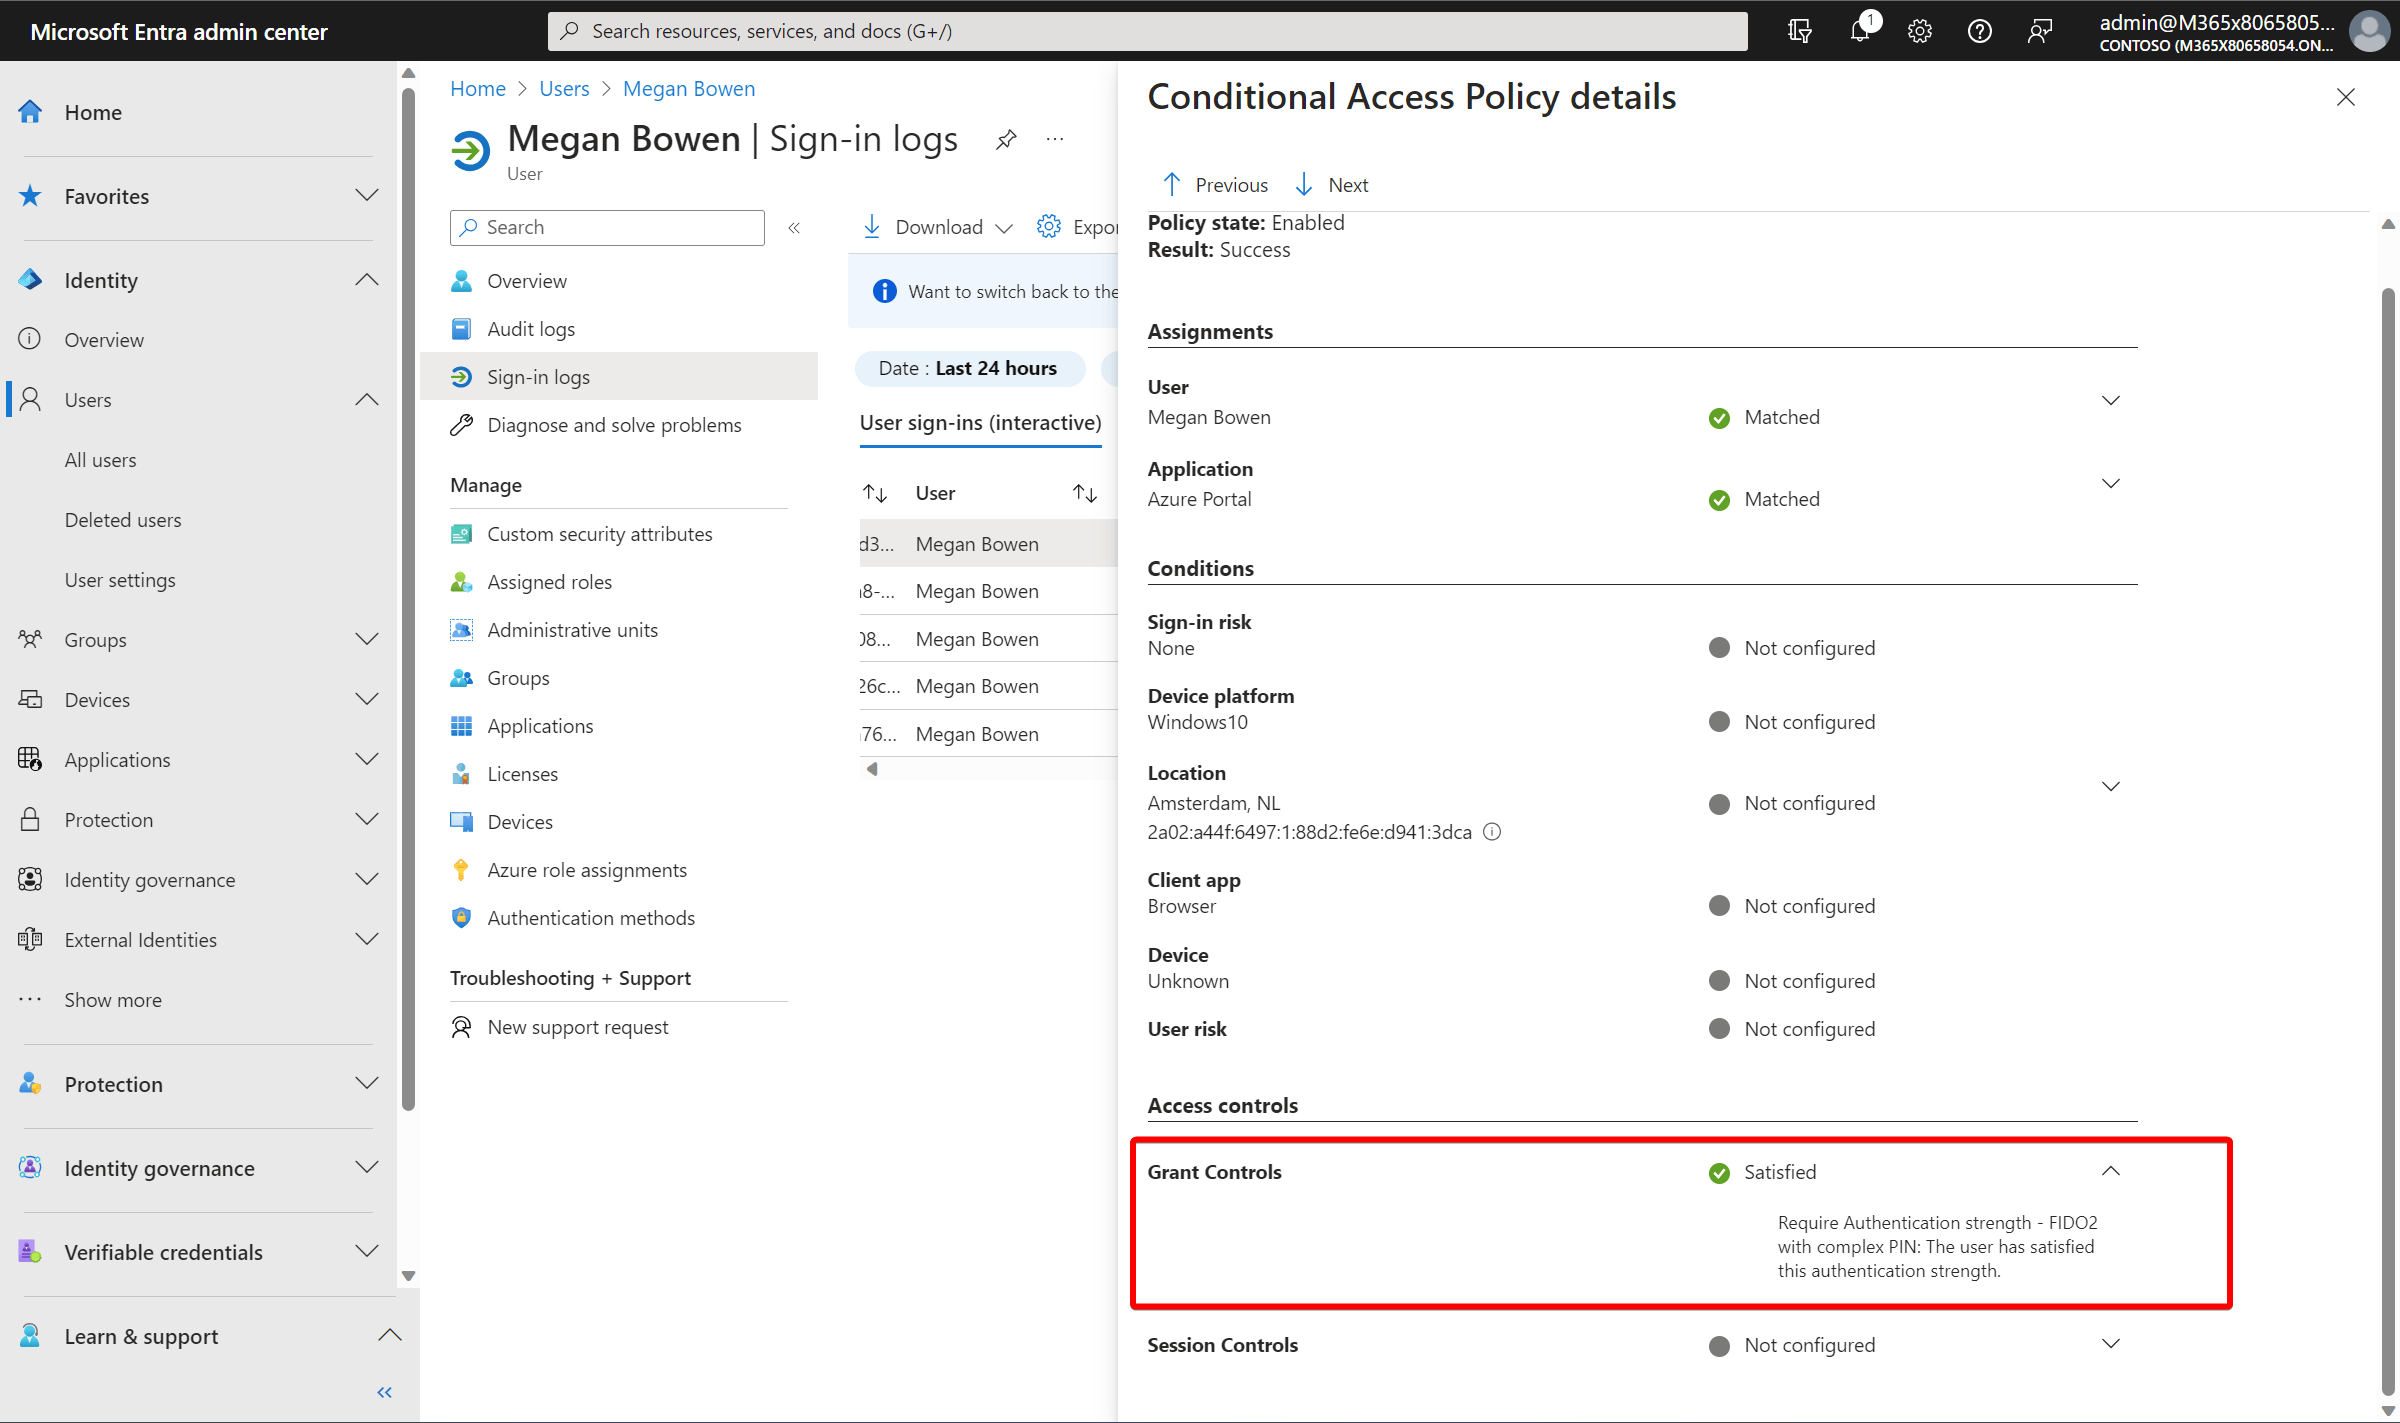 Microsoft Entra admin center
Search resources, services, and docs (G+/)
1
admin@M365x8065805...
CONTOSO (M365X80658054.ON...
Home
Favorites
Identity
Overview
Users
All users
Deleted users
User settings
Groups
Devices
Applications
Protection
Identity governance
External Identities
Show more
Protection
Identity governance
Verifiable credentials
Learn & support
Home > Users > Megan Bowen
Megan Bowen | Sign-in logs
User
Search
Overview
Audit logs
Sign-in logs
Diagnose and solve problems
Manage
Custom security attributes
Assigned roles
Administrative units
Groups
Applications
Licenses
Devices
Azure role assignments
Authentication methods
Troubleshooting + Support
New support request
Download
Expor
Want to switch back to the
Date : Last 24 hours
User sign-ins (interactive)
User
d3... Megan Bowen
a8-... Megan Bowen
08... Megan Bowen
26c... Megan Bowen
76... Megan Bowen
Conditional Access Policy details
Previous
Next
Policy state: Enabled
Result: Success
Assignments
User
Megan Bowen
Matched
Application
Azure Portal
Matched
Conditions
Sign-in risk
None
Not configured
Device platform
Windows10
Not configured
Location
Amsterdam, NL
Not configured
2a02:a44f:6497:1:88d2:fe6e:d941:3dca
Client app
Browser
Not configured
Device
Unknown
Not configured
User risk
Not configured
Access controls
Grant Controls
Satisfied
Require Authentication strength - FIDO2
with complex PIN: The user has satisfied
this authentication strength.
Session Controls
Not configured